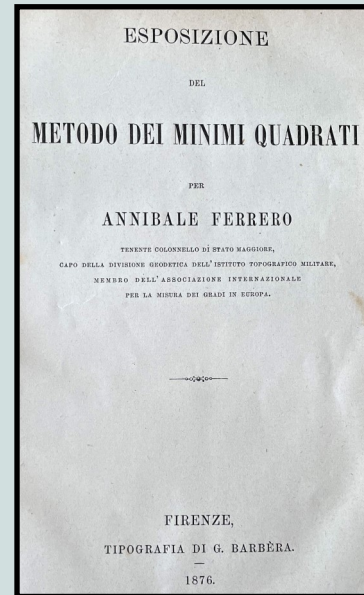 ESPOSIZIONE
DEL
METODO DEI MINIMI QUADRATI
PER
ANNIBALE FERRERO
TENENTE COLONNELLO DI STATO MAGGIORE,
CAPO DELLA DIVISIONE GEODETICA DELL'ISTITUTO TOPOGRAFICO MILITARE,
MEMBRO DELL'ASSOCIAZIONE INTERNAZIONALE
PER LA MISURA DEI GRADI IN EUROPA.
FIRENZE,
TIPOGRAFIA DI G. BARBÈRA.
1876.